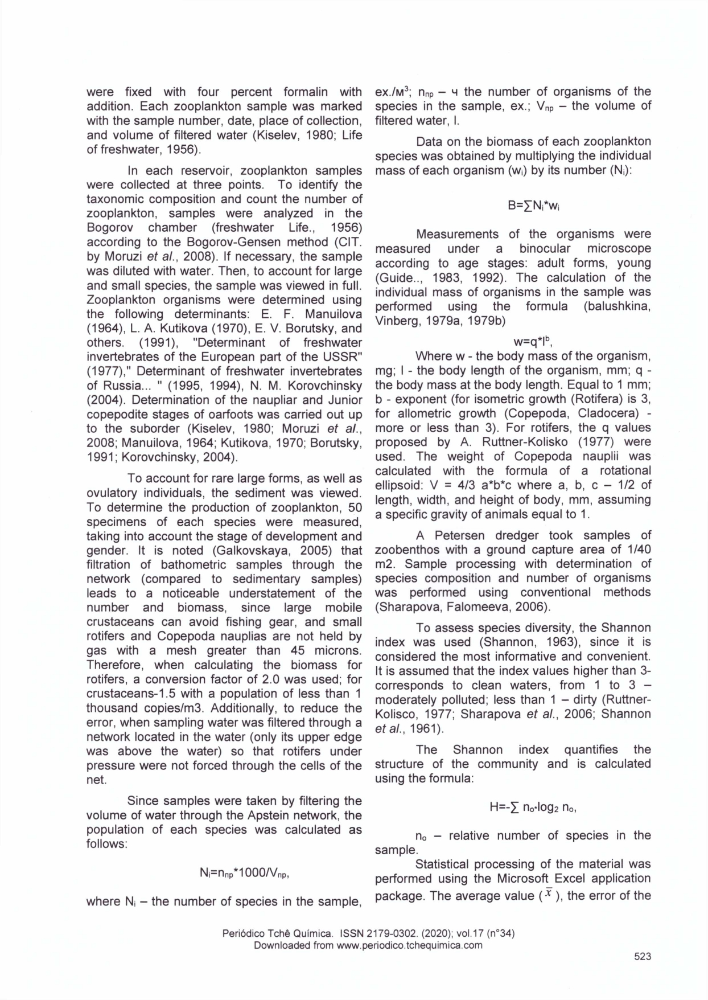 were fixed with four percent formalin with
addition. Each zooplankton sample was marked
with the sample number, date, place of collection,
and volume of filtered water (Kiselev, 1980; Life
of freshwater, 1956).
In each reservoir, zooplankton samples
were collected at three points. To identify the
taxonomic composition and count the number of
zooplankton, samples were analyzed in the
Bogorov chamber (freshwater Life., 1956)
according to the Bogorov-Gensen method (CIT.
by Moruzi et al., 2008). If necessary, the sample
was diluted with water. Then, to account for large
and small species, the sample was viewed in full.
Zooplankton organisms were determined using
the following determinants: E. F. Manuilova
(1964), L. A. Kutikova (1970), E. V. Borutsky, and
others. (1991), "Determinant of freshwater
invertebrates of the European part of the USSR"
(1977)," Determinant of freshwater invertebrates
of Russia... " (1995, 1994), N. M. Korovchinsky
(2004). Determination of the naupliar and Junior
copepodite stages of oarfoots was carried out up
to the suborder (Kiselev, 1980; Moruzi et al.,
2008; Manuilova, 1964; Kutikova, 1970; Borutsky,
1991; Korovchinsky, 2004).
To account for rare large forms, as well as
ovulatory individuals, the sediment was viewed.
To determine the production of zooplankton, 50
specimens of each species were measured,
taking into account the stage of development and
gender. It is noted (Galkovskaya, 2005) that
filtration of bathometric samples through the
network (compared to sedimentary samples)
leads to a noticeable understatement of the
number and biomass, since large mobile
crustaceans can avoid fishing gear, and small
rotifers and Copepoda nauplias are not held by
gas with a mesh greater than 45 microns.
Therefore, when calculating the biomass for
rotifers, a conversion factor of 2.0 was used; for
crustaceans-1.5 with a population of less than 1
thousand copies/m3. Additionally, to reduce the
error, when sampling water was filtered through a
network located in the water (only its upper edge
was above the water) so that rotifers under
pressure were not forced through the cells of the
net.
Since samples were taken by filtering the
volume of water through the Apstein network, the
population of each species was calculated as
follows:
Nᵢ=nₙₚ*1000/Vₙₚ,
where Nᵢ – the number of species in the sample,
ex./м³; nₙₚ – ч the number of organisms of the
species in the sample, ex.; Vₙₚ – the volume of
filtered water, l.
Data on the biomass of each zooplankton
species was obtained by multiplying the individual
mass of each organism (wᵢ) by its number (Nᵢ):
B=∑Nᵢ*wᵢ
Measurements of the organisms were
measured under a binocular microscope
according to age stages: adult forms, young
(Guide.., 1983, 1992). The calculation of the
individual mass of organisms in the sample was
performed using the formula (balushkina,
Vinberg, 1979a, 1979b)
w=q*lᵇ,
Where w - the body mass of the organism,
mg; l - the body length of the organism, mm; q -
the body mass at the body length. Equal to 1 mm;
b - exponent (for isometric growth (Rotifera) is 3,
for allometric growth (Copepoda, Cladocera) -
more or less than 3). For rotifers, the q values
proposed by A. Ruttner-Kolisko (1977) were
used. The weight of Copepoda nauplii was
calculated with the formula of a rotational
ellipsoid: V = 4/3 a*b*c where a, b, c – 1/2 of
length, width, and height of body, mm, assuming
a specific gravity of animals equal to 1.
A Petersen dredger took samples of
zoobenthos with a ground capture area of 1/40
m2. Sample processing with determination of
species composition and number of organisms
was performed using conventional methods
(Sharapova, Falomeeva, 2006).
To assess species diversity, the Shannon
index was used (Shannon, 1963), since it is
considered the most informative and convenient.
It is assumed that the index values higher than 3-
corresponds to clean waters, from 1 to 3 –
moderately polluted; less than 1 – dirty (Ruttner-
Kolisco, 1977; Sharapova et al., 2006; Shannon
et al., 1961).
The Shannon index quantifies the
structure of the community and is calculated
using the formula:
H=-∑ nₒ·log₂ nₒ,
nₒ – relative number of species in the
sample.
Statistical processing of the material was
performed using the Microsoft Excel application
package. The average value (x̄), the error of the
Periódico Tchê Química. ISSN 2179-0302. (2020); vol.17 (n°34)
Downloaded from www.periodico.tchequimica.com
523